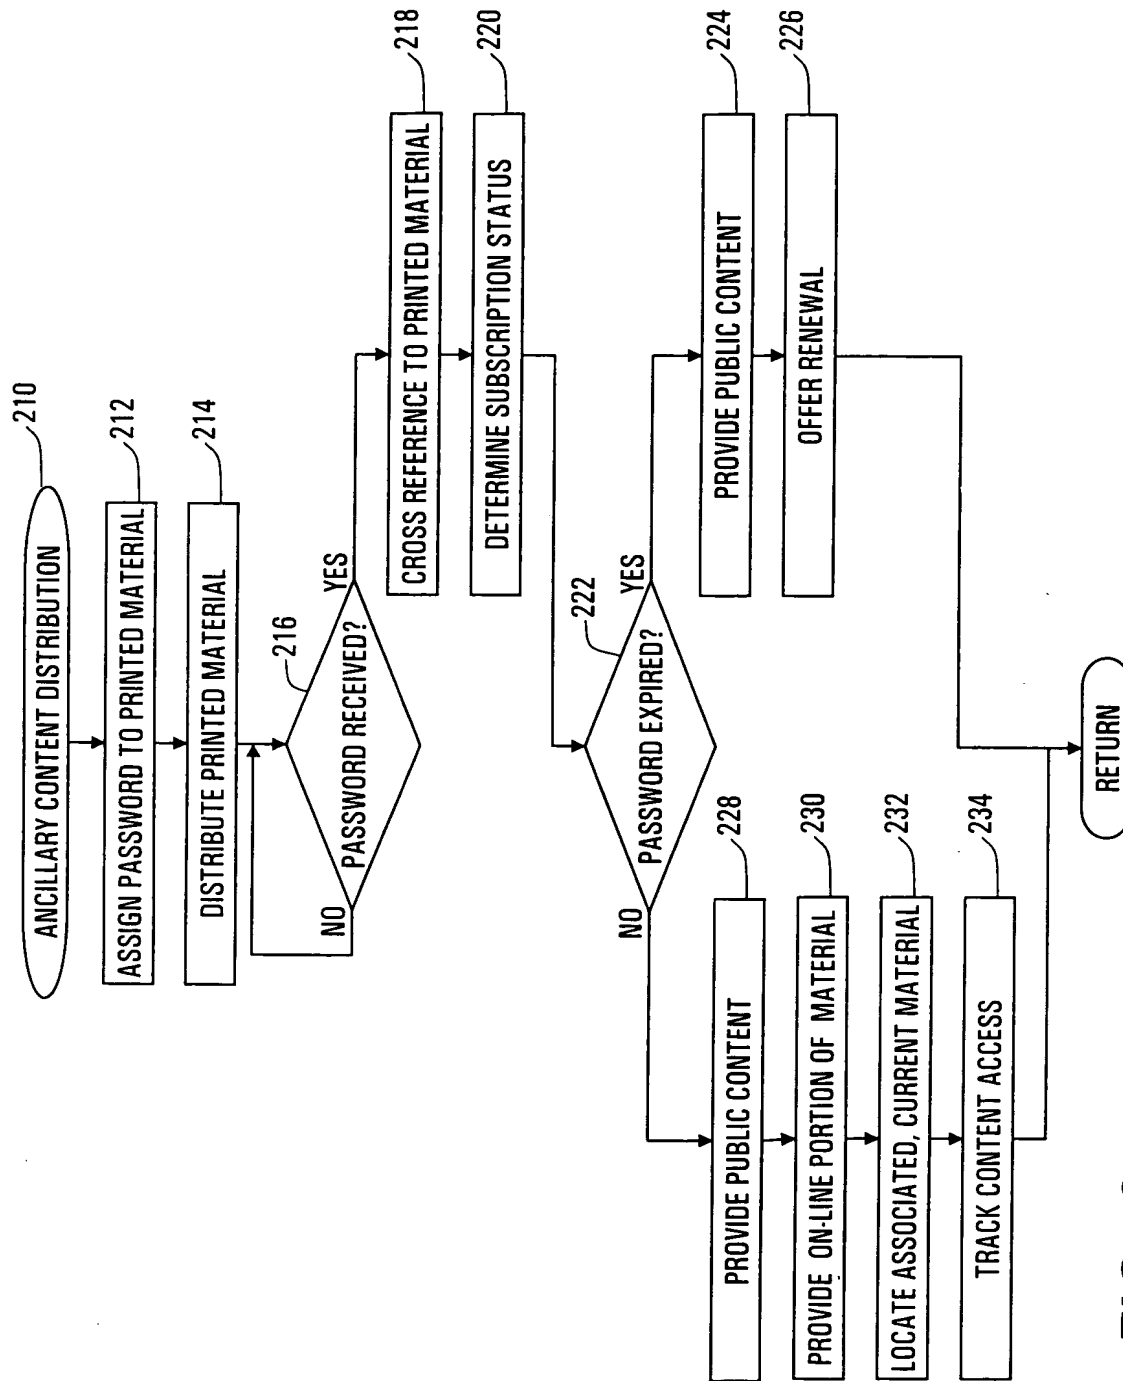 ANCILLARY CONTENT DISTRIBUTION
210
ASSIGN PASSWORD TO PRINTED MATERIAL
212
DISTRIBUTE PRINTED MATERIAL
214
PASSWORD RECEIVED?
216
NO
YES
CROSS REFERENCE TO PRINTED MATERIAL
218
DETERMINE SUBSCRIPTION STATUS
220
PASSWORD EXPIRED?
222
NO
YES
PROVIDE PUBLIC CONTENT
224
OFFER RENEWAL
226
PROVIDE PUBLIC CONTENT
228
PROVIDE ON-LINE PORTION OF MATERIAL
230
LOCATE ASSOCIATED, CURRENT MATERIAL
232
TRACK CONTENT ACCESS
234
RETURN